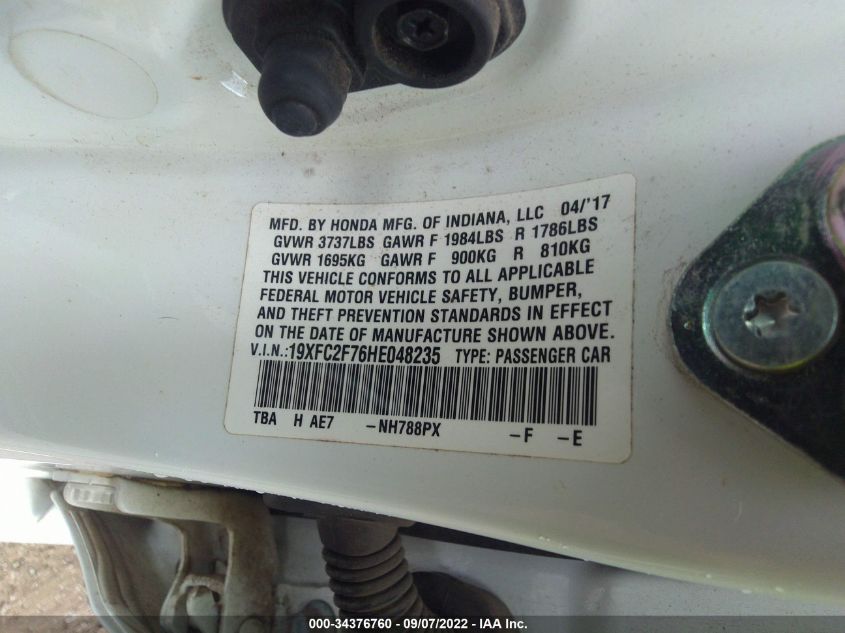 MFD. BY HONDA MFG. OF INDIANA, LLC 04/'17
GVWR 3737LBS GAWR F 1984LBS R 1786LBS
GVWR 1695KG GAWR F 900KG R 810KG
THIS VEHICLE CONFORMS TO ALL APPLICABLE
FEDERAL MOTOR VEHICLE SAFETY, BUMPER,
AND THEFT PREVENTION STANDARDS IN EFFECT
ON THE DATE OF MANUFACTURE SHOWN ABOVE.
V.I.N.:19XFC2F76HE048235 TYPE: PASSENGER CAR
TBA H AE7 -NH788PX -F -E
000-34376760 - 09/07/2022 - IAA Inc.